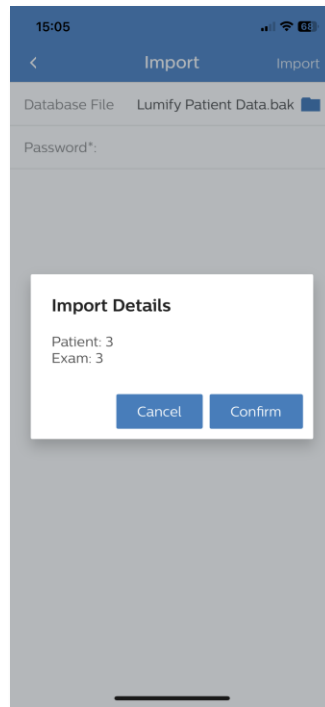 15:05
68
Import
Import
Database File Lumify Patient Data.bak
Password*:
Import Details
Patient: 3
Exam: 3
Cancel Confirm